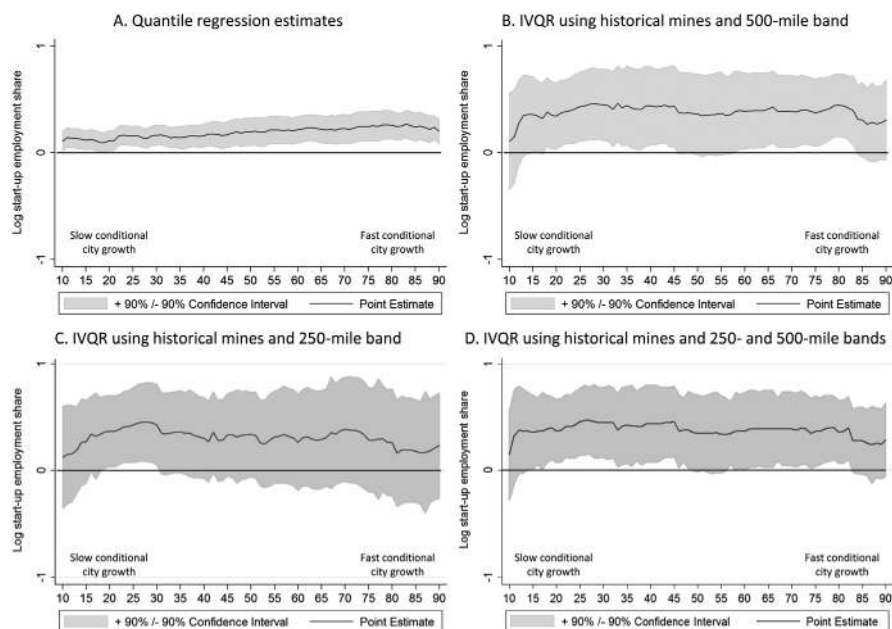 A. Quantile regression estimates
Log start-up employment share
1
0
-1
Slow conditional
city growth
Fast conditional
city growth
10 15 20 25 30 35 40 45 50 55 60 65 70 75 80 85 90
+ 90% /- 90% Confidence Interval Point Estimate
B. IVQR using historical mines and 500-mile band
Log start-up employment share
1
0
-1
Slow conditional
city growth
Fast conditional
city growth
10 15 20 25 30 35 40 45 50 55 60 65 70 75 80 85 90
+ 90% /- 90% Confidence Interval Point Estimate
C. IVQR using historical mines and 250-mile band
Log start-up employment share
1
0
-1
Slow conditional
city growth
Fast conditional
city growth
10 15 20 25 30 35 40 45 50 55 60 65 70 75 80 85 90
+ 90% /- 90% Confidence Interval Point Estimate
D. IVQR using historical mines and 250- and 500-mile bands
Log start-up employment share
1
0
-1
Slow conditional
city growth
Fast conditional
city growth
10 15 20 25 30 35 40 45 50 55 60 65 70 75 80 85 90
+ 90% /- 90% Confidence Interval Point Estimate